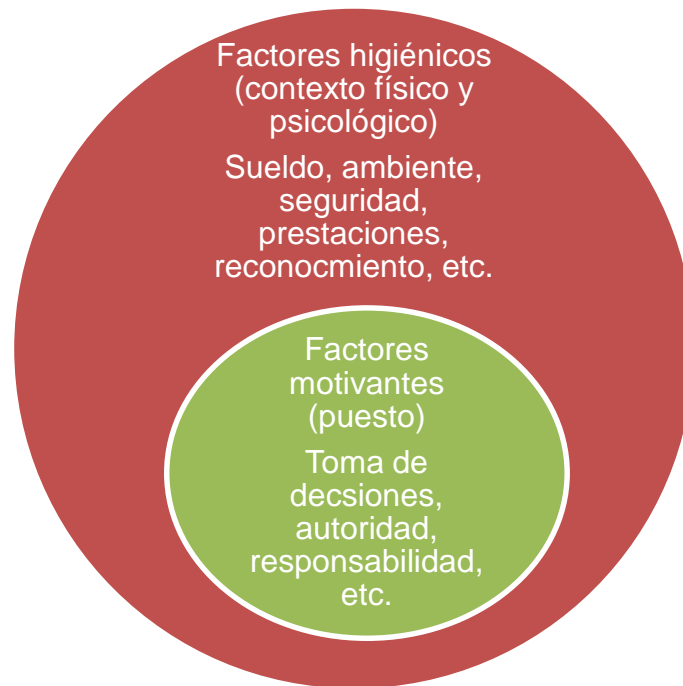 Factores higiénicos
(contexto físico y
psicológico)
Sueldo, ambiente,
seguridad,
prestaciones,
reconocmiento, etc.
Factores
motivantes
(puesto)
Toma de
decsiones,
autoridad,
responsabilidad,
etc.